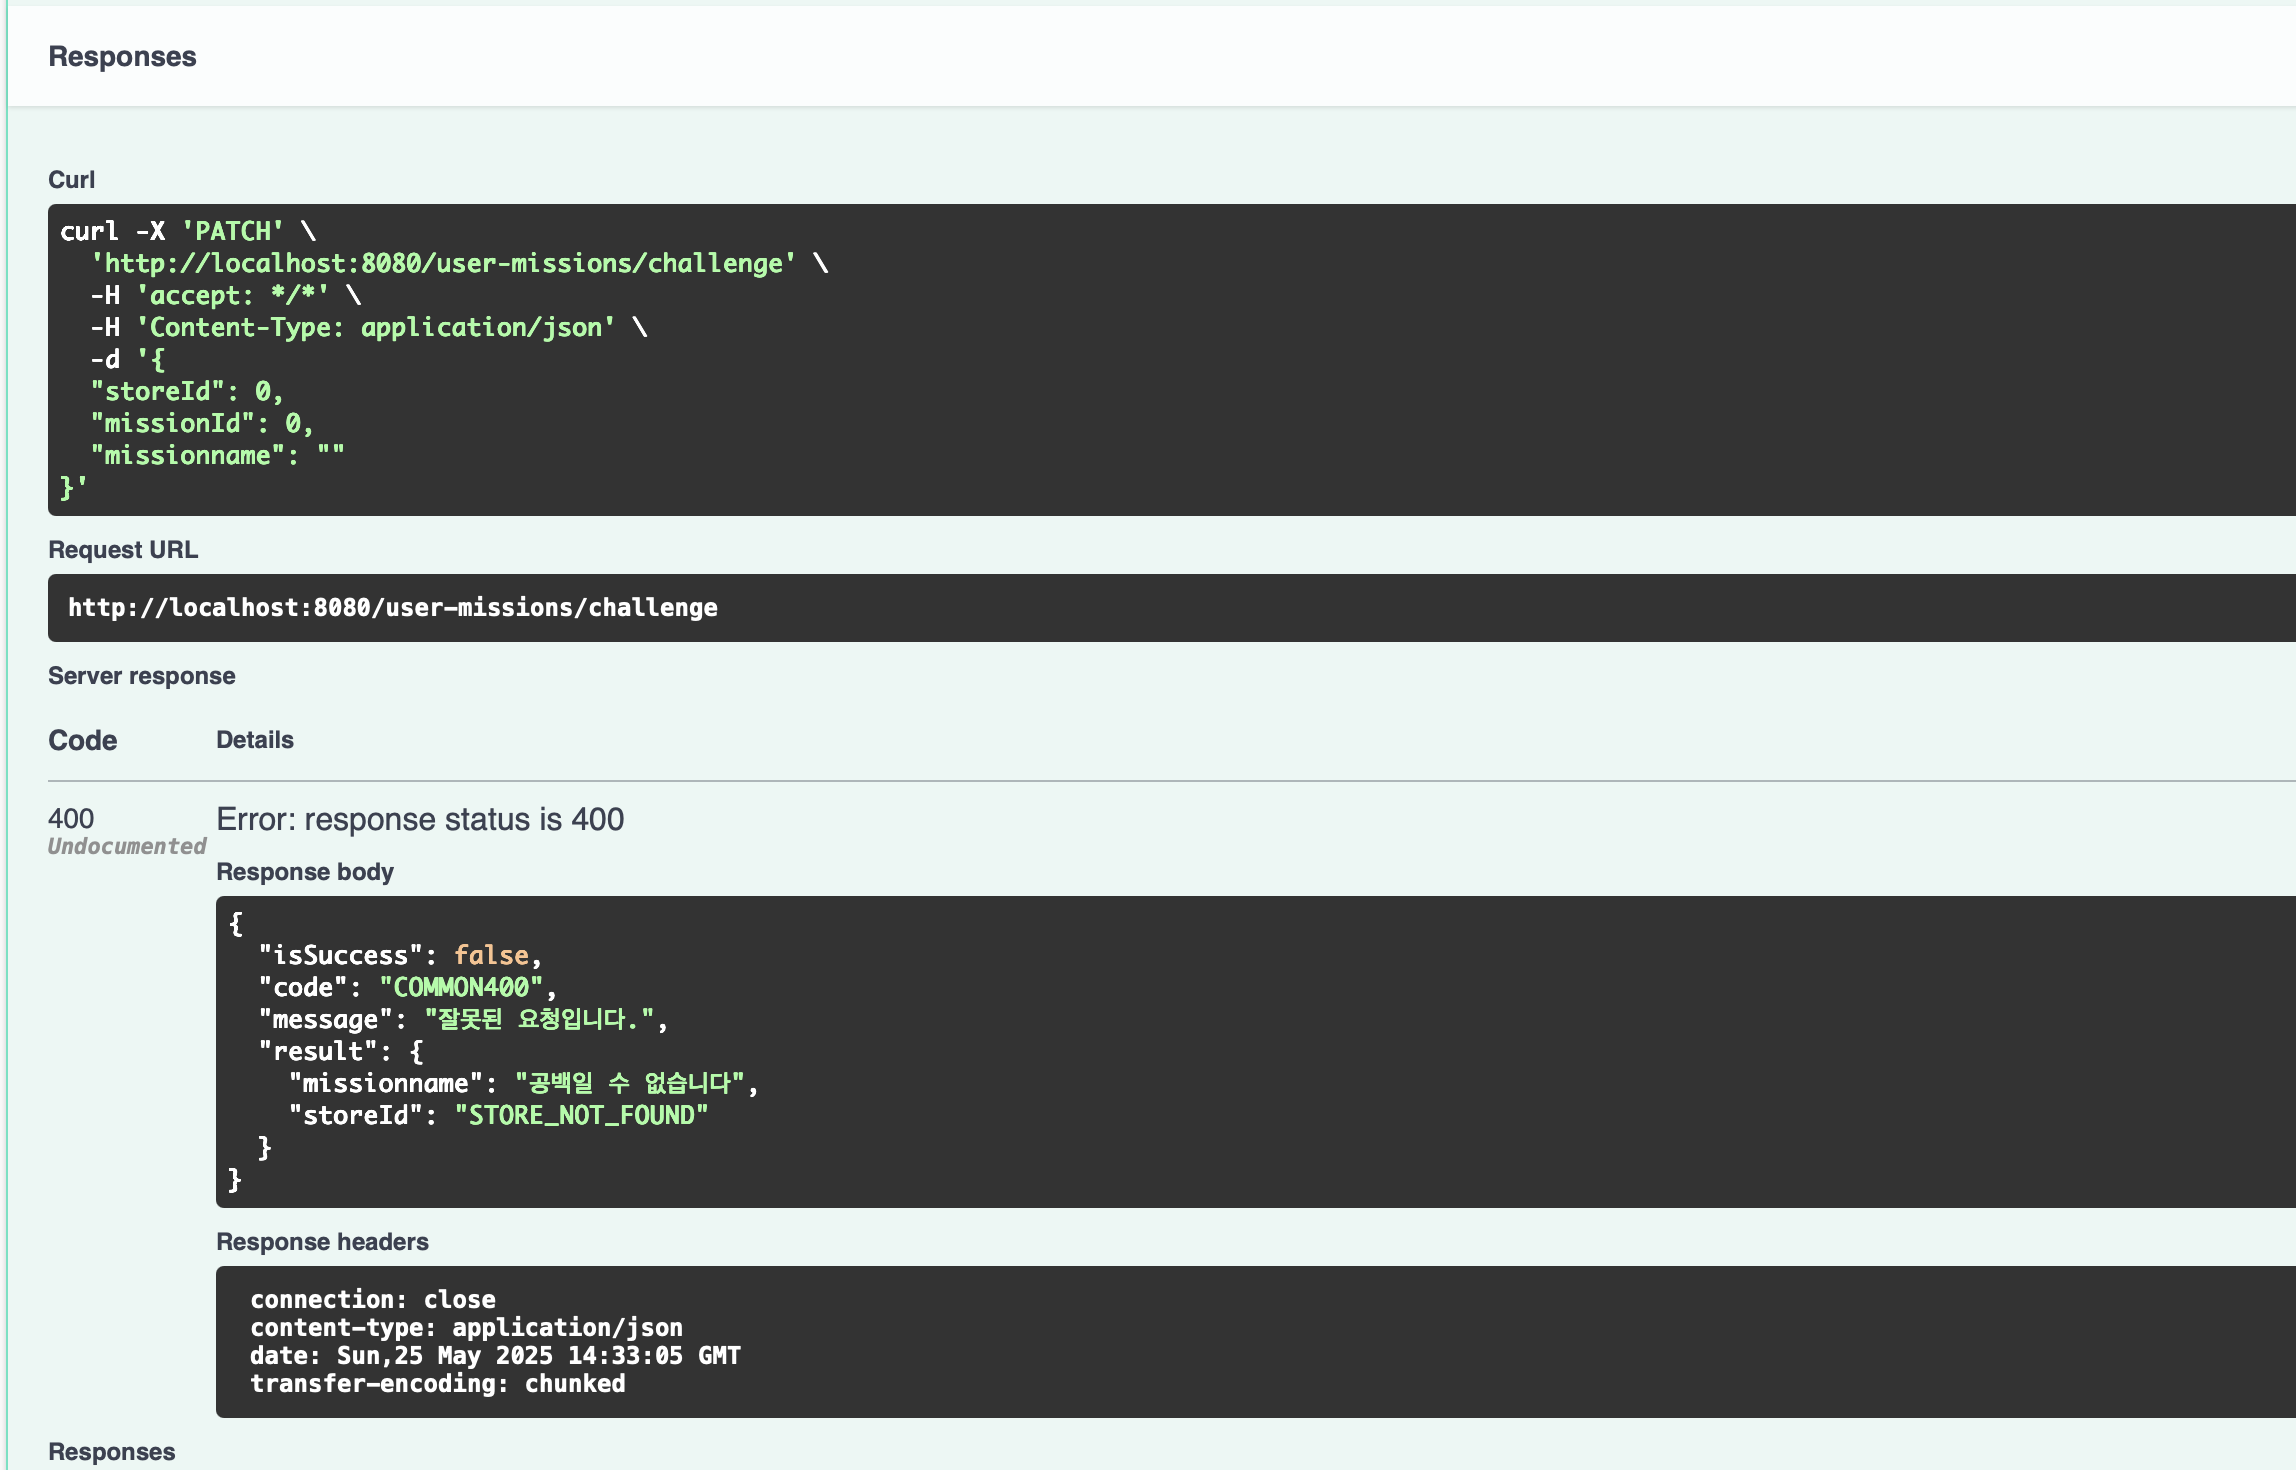 Responses
Curl
curl -X 'PATCH' \
  'http://localhost:8080/user-missions/challenge' \
  -H 'accept: */*' \
  -H 'Content-Type: application/json' \
  -d '{
  "storeId": 0,
  "missionId": 0,
  "missionname": ""
}'
Request URL
http://localhost:8080/user-missions/challenge
Server response
Code Details
400 Error: response status is 400
Undocumented
Response body
{
  "isSuccess": false,
  "code": "COMMON400",
  "message": "잘못된 요청입니다.",
  "result": {
    "missionname": "공백일 수 없습니다",
    "storeId": "STORE_NOT_FOUND"
  }
}
Response headers
connection: close
content-type: application/json
date: Sun,25 May 2025 14:33:05 GMT
transfer-encoding: chunked
Responses